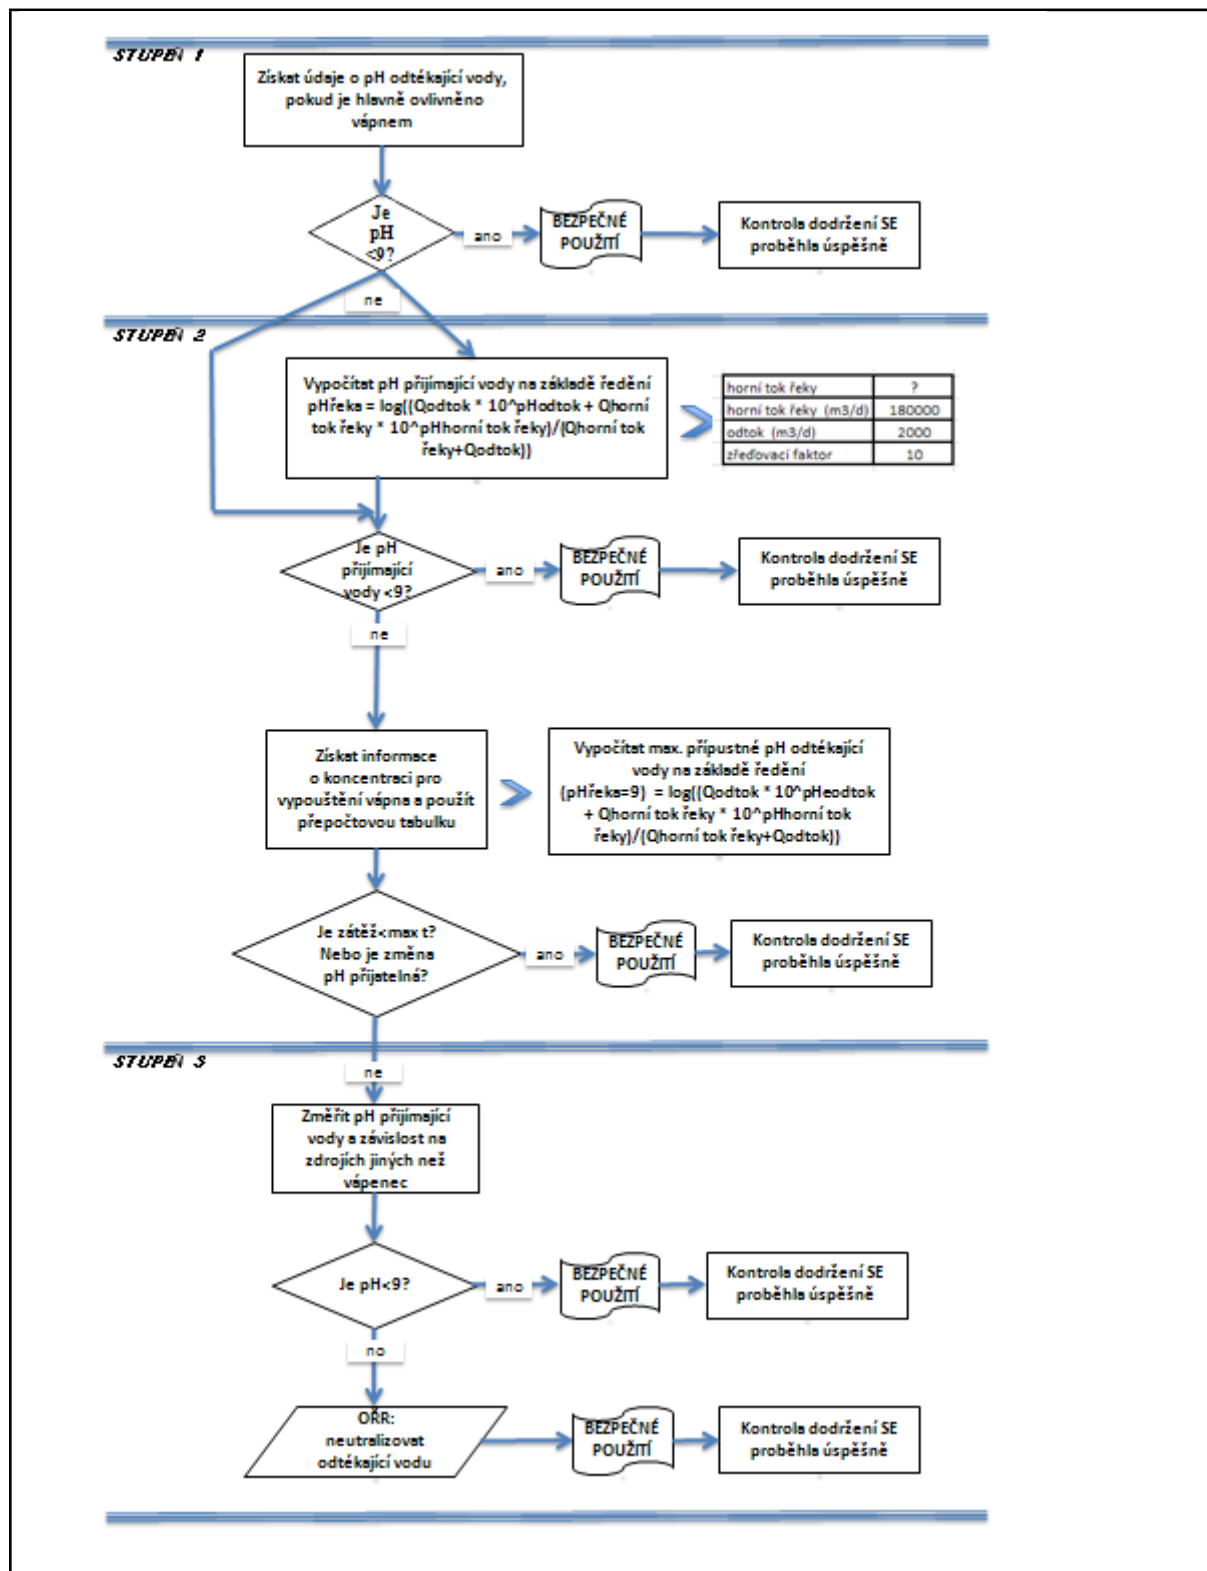 STUPEŇ 1
Získat údaje o pH odtékající vody,
pokud je hlavně ovlivněno
vápnem
Je
pH
<9?
ano
BEZPEČNÉ
POUŽITÍ
Kontrola dodržení SE
proběhla úspěšně
ne
STUPEŇ 2
Vypočítat pH přijímající vody na základě ředění
pHřeka = log((Qodtok * 10^pHodtok + Qhorní
tok řeky * 10^pHhorní tok řeky)/(Qhorní tok
řeky+Qodtok))
horní tok řeky ?
horní tok řeky (m3/d) 180000
odtok (m3/d) 2000
zřeďovací faktor 10
Je pH
přijímající
vody <9?
ano
BEZPEČNÉ
POUŽITÍ
Kontrola dodržení SE
proběhla úspěšně
ne
Získat informace
o koncentraci pro
vypouštění vápna a použít
přepočtovou tabulku
Vypočítat max. přípustné pH odtékající
vody na základě ředění
(pHřeka=9) = log((Qodtok * 10^pHeodtok
+ Qhorní tok řeky * 10^pHhorní tok
řeky)/(Qhorní tok řeky+Qodtok))
Je zátěž<max t?
Nebo je změna
pH přijatelná?
ano
BEZPEČNÉ
POUŽITÍ
Kontrola dodržení SE
proběhla úspěšně
STUPEŇ 3
ne
Změřit pH přijímající
vody a závislost na
zdrojích jiných než
vápenec
Je pH<9?
ano
BEZPEČNÉ
POUŽITÍ
Kontrola dodržení SE
proběhla úspěšně
no
OŘR:
neutralizovat
odtékající vodu
BEZPEČNÉ
POUŽITÍ
Kontrola dodržení SE
proběhla úspěšně